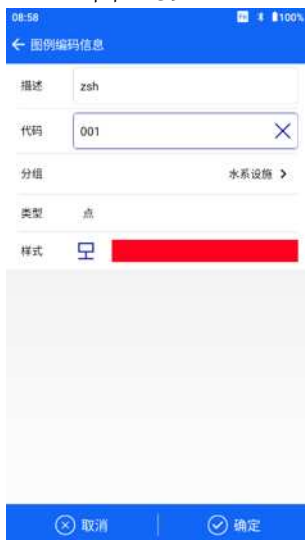 08:58 100%
图例编码信息
描述 zsh
代码 001
分组 水系设施
类型 点
样式
取消 确定